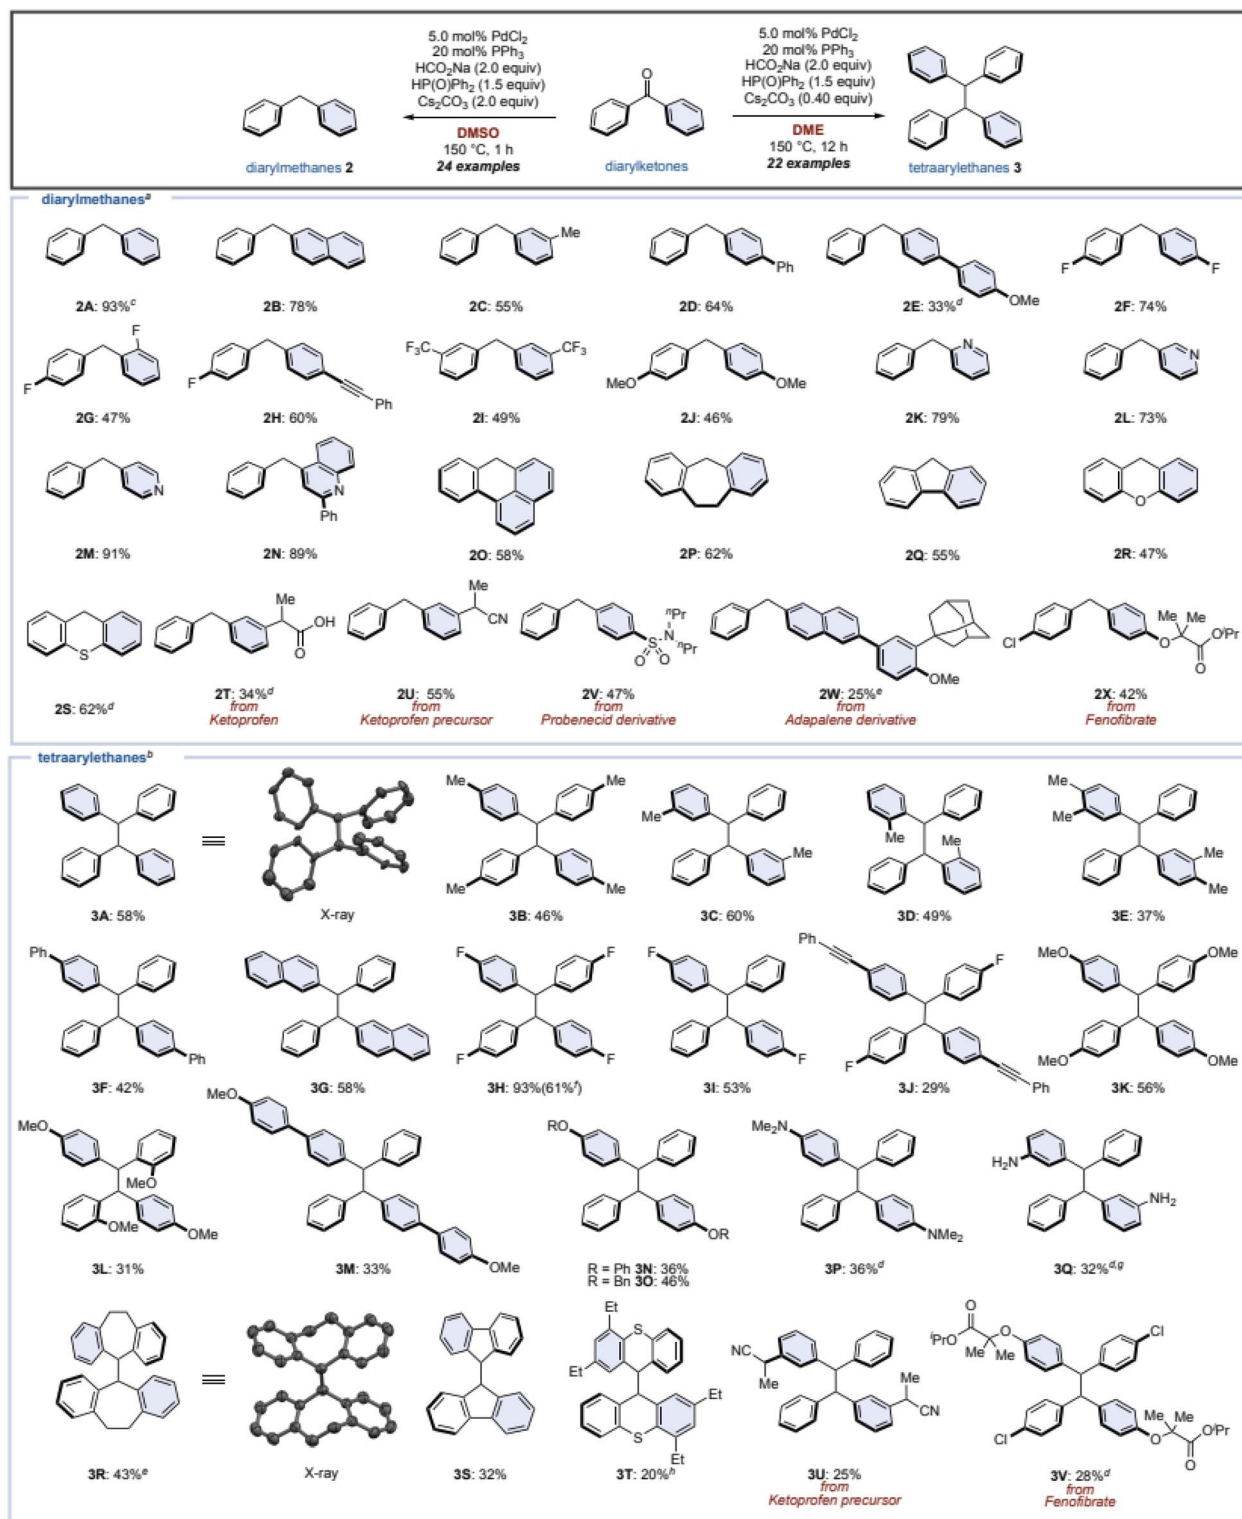 5.0 mol% PdCl2
20 mol% PPh3
HCO2Na (2.0 equiv)
HP(O)Ph2 (1.5 equiv)
Cs2CO3 (2.0 equiv)
DMSO
150 °C, 1 h
24 examples
diarylmethanes 2
O
diarylketones
5.0 mol% PdCl2
20 mol% PPh3
HCO2Na (2.0 equiv)
HP(O)Ph2 (1.5 equiv)
Cs2CO3 (0.40 equiv)
DME
150 °C, 12 h
22 examples
tetraarylethanes 3
diarylmethanes^a
Me
Ph
OMe
F F
2A: 93%^c 2B: 78% 2C: 55% 2D: 64% 2E: 33%^d 2F: 74%
F F
F Ph
F3C CF3
MeO OMe
N
N
2G: 47% 2H: 60% 2I: 49% 2J: 46% 2K: 79% 2L: 73%
N
N
Ph
O
2M: 91% 2N: 89% 2O: 58% 2P: 62% 2Q: 55% 2R: 47%
S
Me
OH
O
Me
CN
nPr
N
S nPr
O O
OMe
Cl
Me Me
O OiPr
O
2S: 62%^d
2T: 34%^d
from
Ketoprofen
2U: 55%
from
Ketoprofen precursor
2V: 47%
from
Probenecid derivative
2W: 25%^e
from
Adapalene derivative
2X: 42%
from
Fenofibrate
tetraarylethanes^b
Me Me
Me Me
Me
Me
Me
Me
Me
Me
Me
Me
3A: 58% X-ray 3B: 46% 3C: 60% 3D: 49% 3E: 37%
Ph
Ph
F F
F F
F
F
Ph
F
F
Ph
MeO OMe
MeO OMe
3F: 42% 3G: 58% 3H: 93%(61%^f) 3I: 53% 3J: 29% 3K: 56%
MeO
MeO
OMe
OMe
MeO
OMe
RO
OR
Me2N
NMe2
H2N
NH2
3L: 31% 3M: 33%
R = Ph 3N: 36%
R = Bn 3O: 46%
3P: 36%^d 3Q: 32%^d,g
Et
S
Et
Et
S
Et
NC
Me
Me
CN
O
iPrO O
Me Me
Cl
Cl
Me Me
O OiPr
O
3R: 43%^e X-ray 3S: 32% 3T: 20%^h
3U: 25%
from
Ketoprofen precursor
3V: 28%^d
from
Fenofibrate